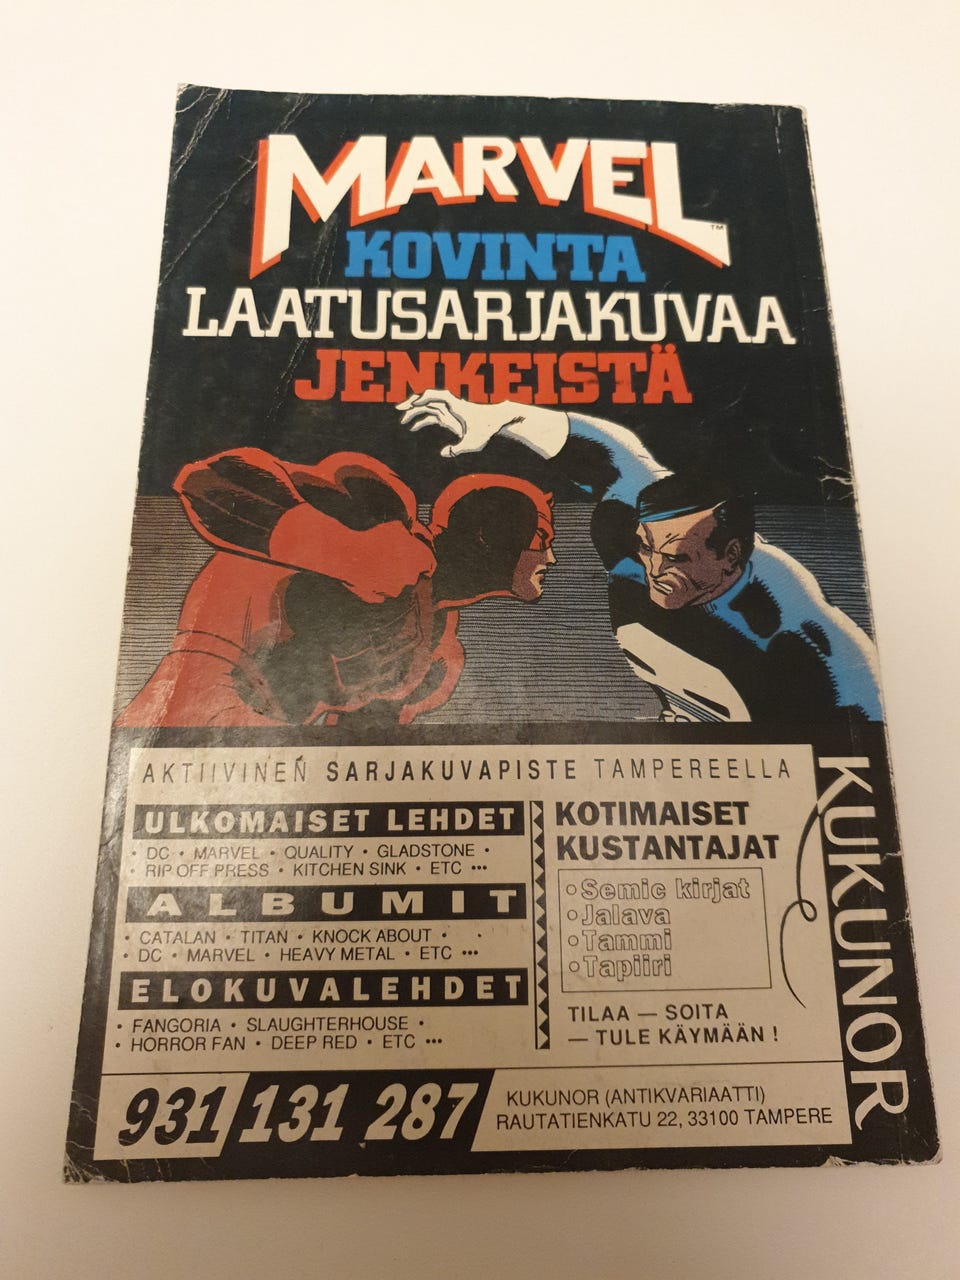 MARVEL™
KOVINTA
LAATUSARJAKUVAA
JENKEISTÄ
AKTIIVINEN SARJAKUVAPISTE TAMPEREELLA
ULKOMAISET LEHDET
• DC • MARVEL • QUALITY • GLADSTONE •
• RIP OFF PRESS • KITCHEN SINK • ETC •••
ALBUMIT
• CATALAN • TITAN • KNOCK ABOUT •
• DC • MARVEL • HEAVY METAL • ETC •••
ELOKUVALEHDET
• FANGORIA • SLAUGHTERHOUSE •
• HORROR FAN • DEEP RED • ETC •••
KOTIMAISET
KUSTANTAJAT
• Semic kirjat
• Jalava
• Tammi
• Tapiiri
TILAA — SOITA
— TULE KÄYMÄÄN !
KUKUNOR
931 131 287
KUKUNOR (ANTIKVARIAATTI)
RAUTATIENKATU 22, 33100 TAMPERE